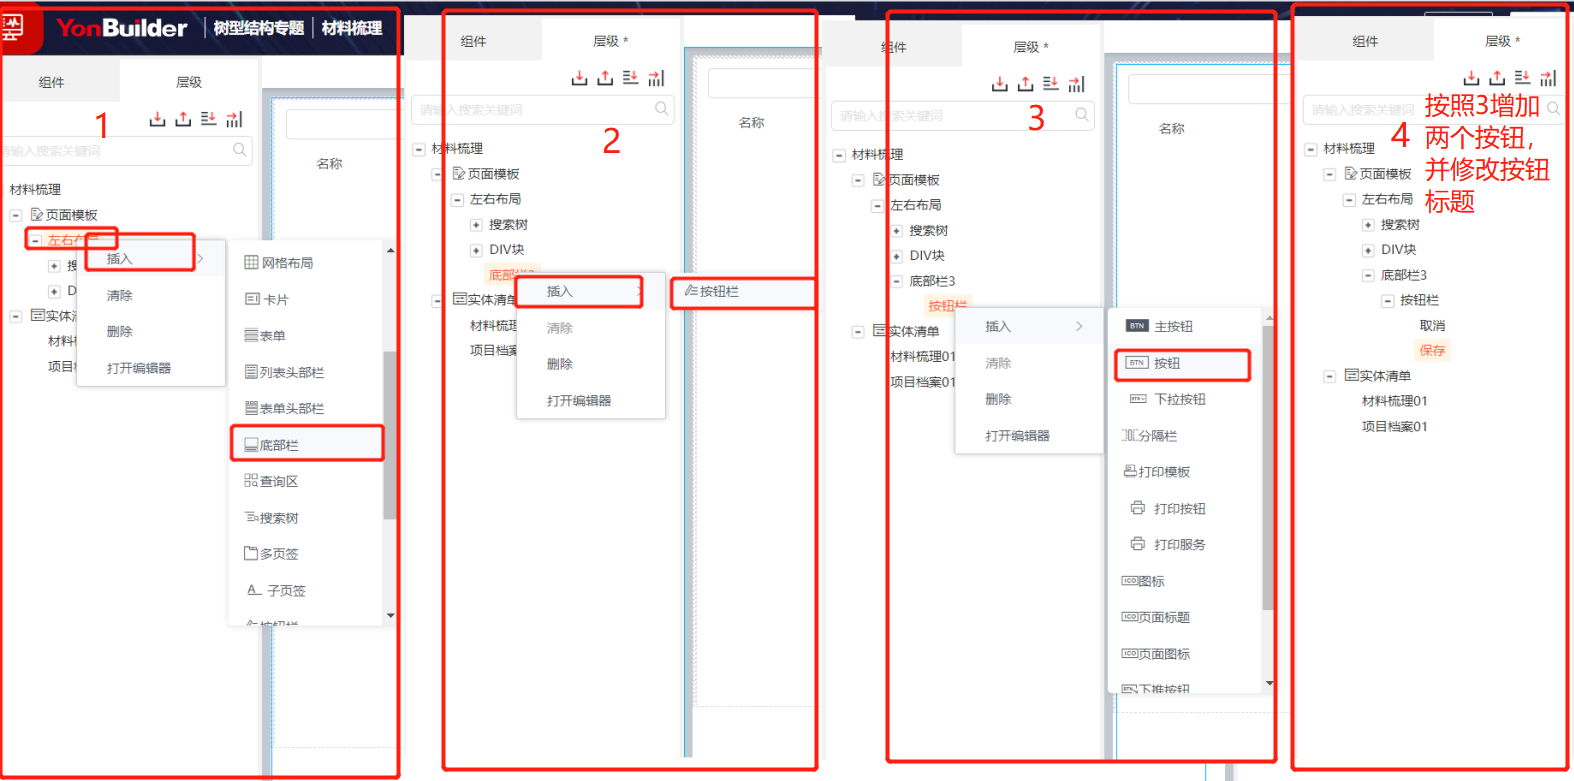 YonBuilder 树型结构专题 材料梳理
组件
层级
1
请输入搜索关键词
名称
材料梳理
页面模板
左右布局
插入
清除
删除
打开编辑器
搜
D
实体清
材料
项目
网格布局
卡片
表单
列表头部栏
表单头部栏
底部栏
查询区
搜索树
多页签
子页签
按钮栏
组件
层级 *
请输入搜索关键词
2
名称
材料梳理
页面模板
左右布局
搜索树
DIV块
底部栏3
插入
按钮栏
实体清单
材料梳理
项目档案
清除
删除
打开编辑器
组件
层级 *
请输入搜索关键词
3
名称
材料梳理
页面模板
左右布局
搜索树
DIV块
底部栏3
按钮栏
实体清单
材料梳理01
项目档案01
插入
清除
删除
打开编辑器
BTN 主按钮
BTN 按钮
下拉按钮
分隔栏
打印模板
打印按钮
打印服务
ICO图标
ICO页面标题
ICO页面图标
下推按钮
组件
层级 *
请输入搜索关键词
4
按照3增加
两个按钮，
并修改按钮
标题
材料梳理
页面模板
左右布局
搜索树
DIV块
底部栏3
按钮栏
取消
保存
实体清单
材料梳理01
项目档案01